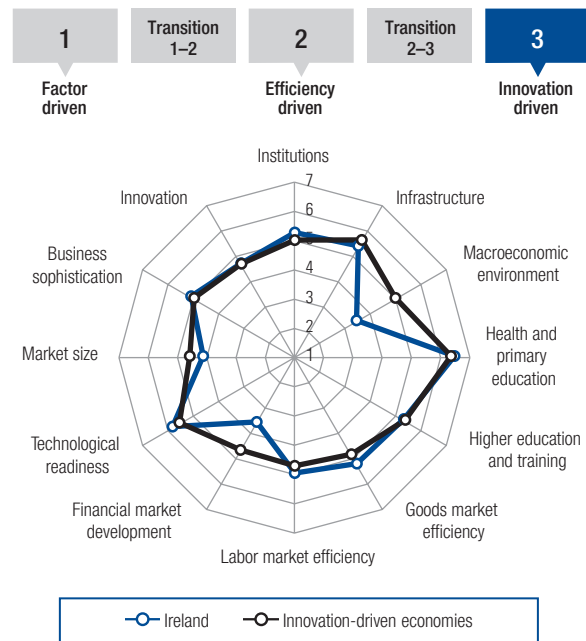 1
Transition
1–2
2
Transition
2–3
3
Factor
driven
Efficiency
driven
Innovation
driven
Institutions
Innovation
7
Infrastructure
6
Business
sophistication
5
Macroeconomic
environment
4
3
2
Market size
1
Health and
primary
education
Technological
readiness
Higher education
and training
Financial market
development
Goods market
efficiency
Labor market efficiency
Ireland
Innovation-driven economies